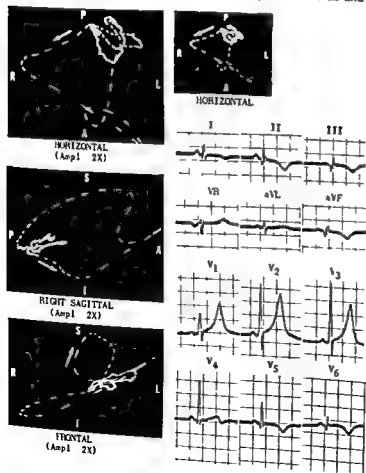 P
R
L
A
HORIZONTAL
(Ampl 2X)
P
R
L
A
HORIZONTAL
S
P
A
I
RIGHT SAGITTAL
(Ampl 2X)
S
R
L
I
FRONTAL
(Ampl 2X)
I
II
III
VR
aVL
aVF
V1
V2
V3
V4
V5
V6